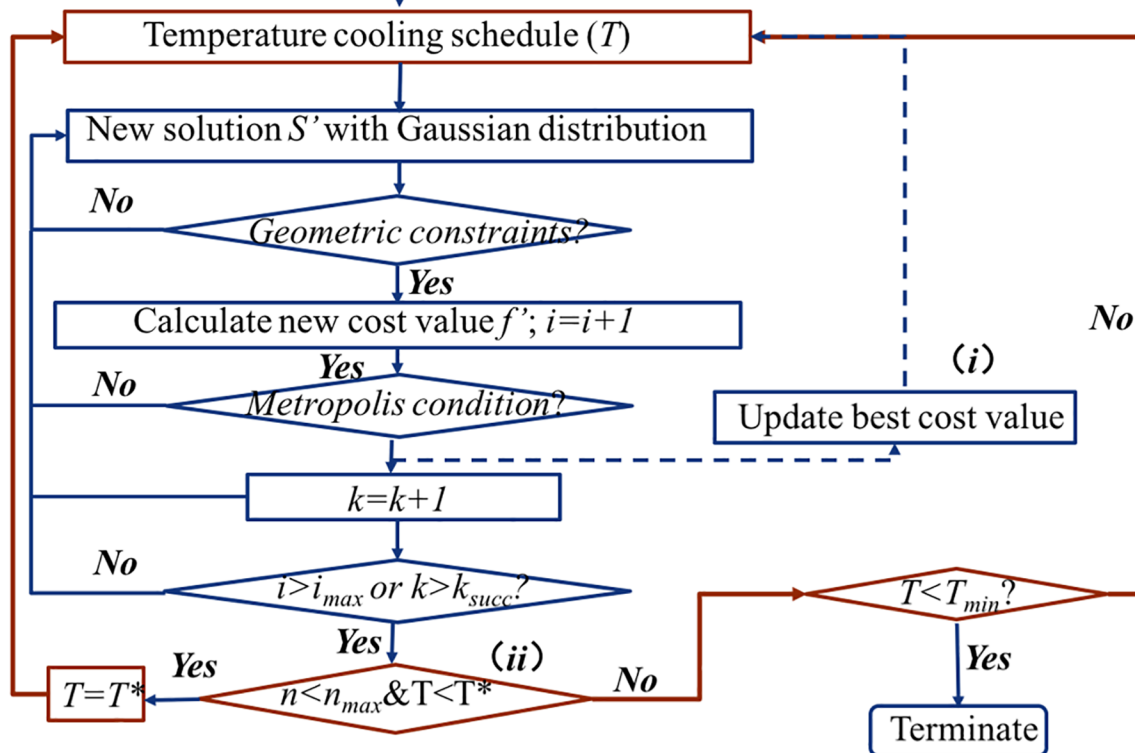 Temperature cooling schedule (T)
New solution S’ with Gaussian distribution
No
Geometric constraints?
Yes
Calculate new cost value f’; i=i+1
No
Yes
(i)
No
Metropolis condition?
Update best cost value
k=k+1
No
i>imax or k>ksucc?
T<Tmin?
Yes
(ii)
Yes
No
Yes
T=T*
n<nmax&T<T*
Terminate